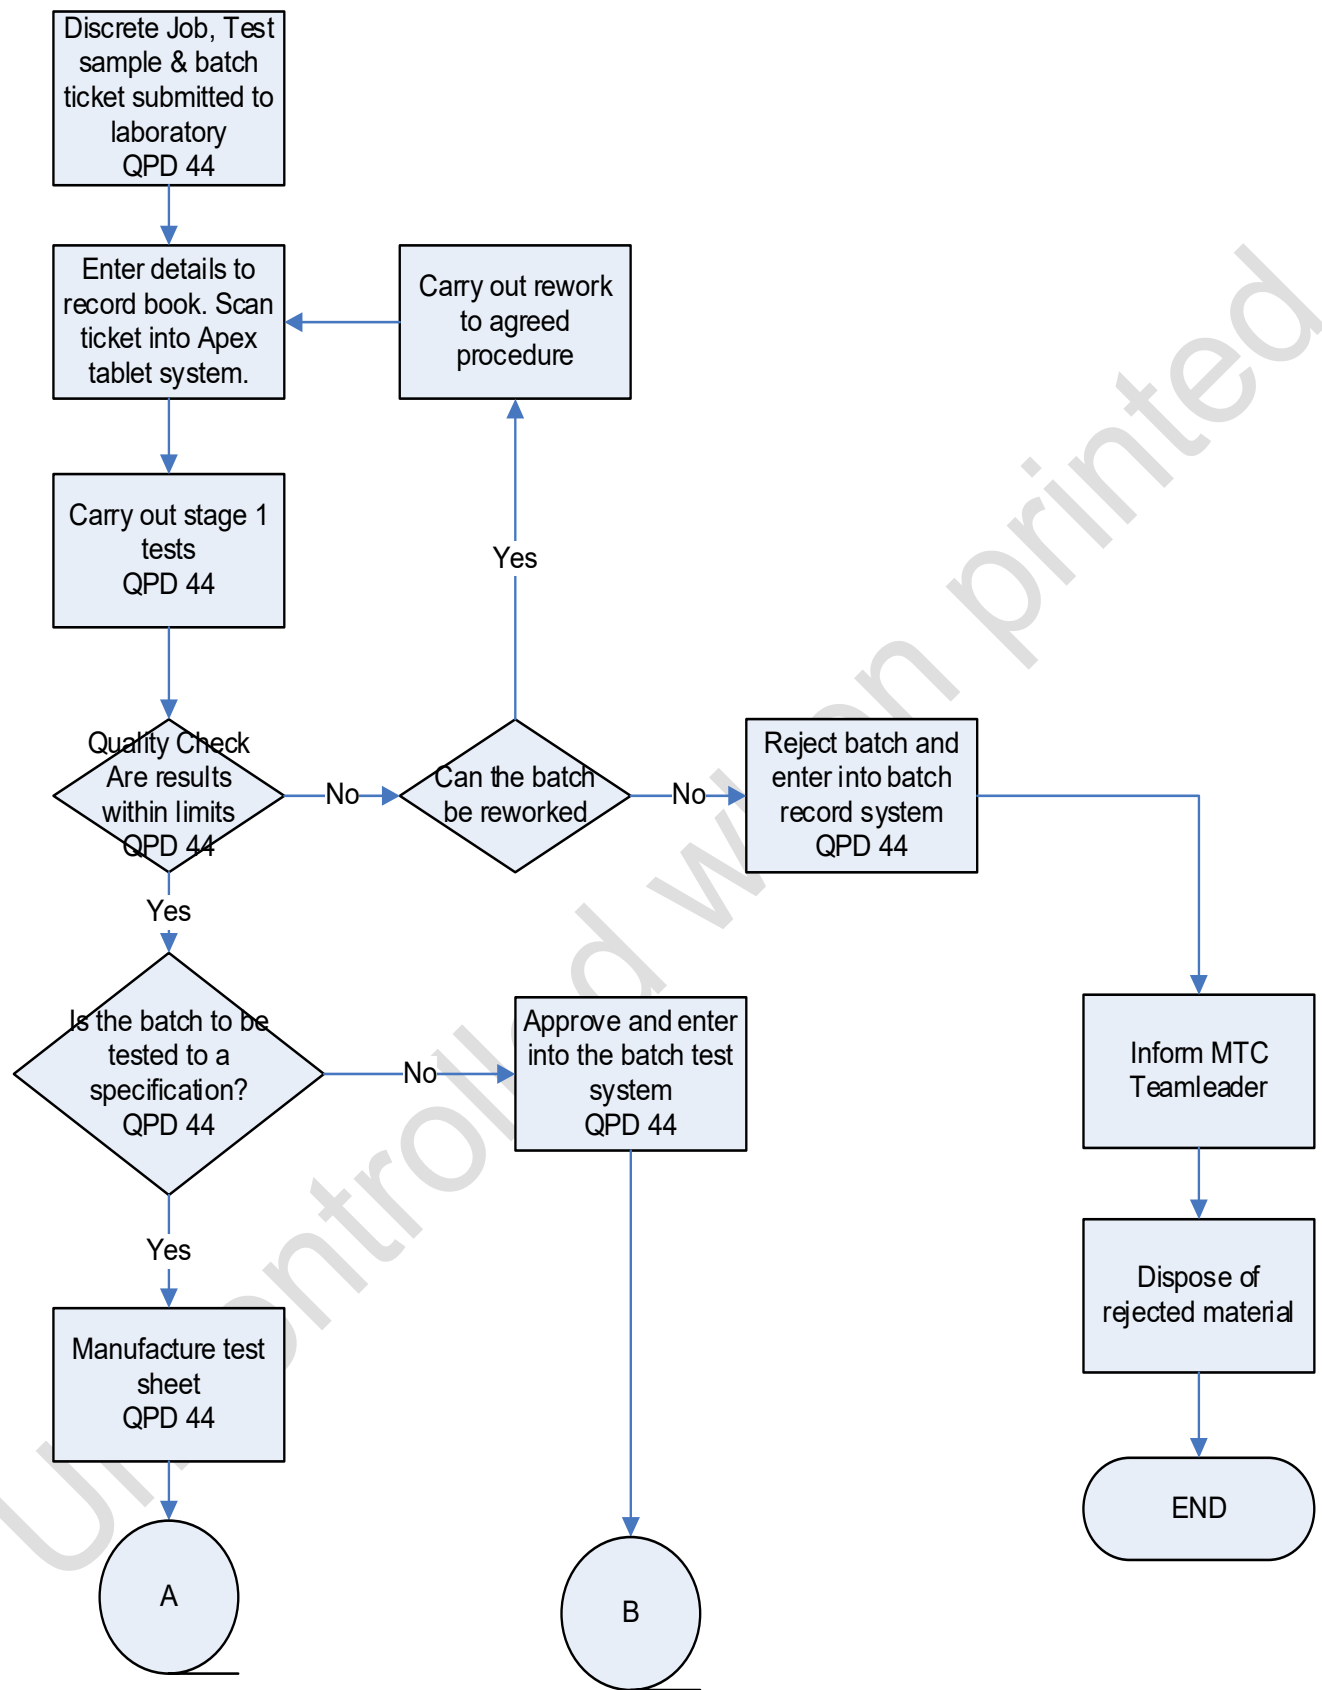 Discrete Job, Test
sample & batch
ticket submitted to
laboratory
QPD 44
Enter details to
record book. Scan
ticket into Apex
tablet system.
Carry out rework
to agreed
procedure
Carry out stage 1
tests
QPD 44
Yes
Quality Check
Are results
within limits
QPD 44
No
Can the batch
be reworked
No
Reject batch and
enter into batch
record system
QPD 44
Yes
Is the batch to be
tested to a
specification?
QPD 44
No
Approve and enter
into the batch test
system
QPD 44
Inform MTC
Teamleader
Yes
Dispose of
rejected material
Manufacture test
sheet
QPD 44
END
A
B
Uncontrolled when printed